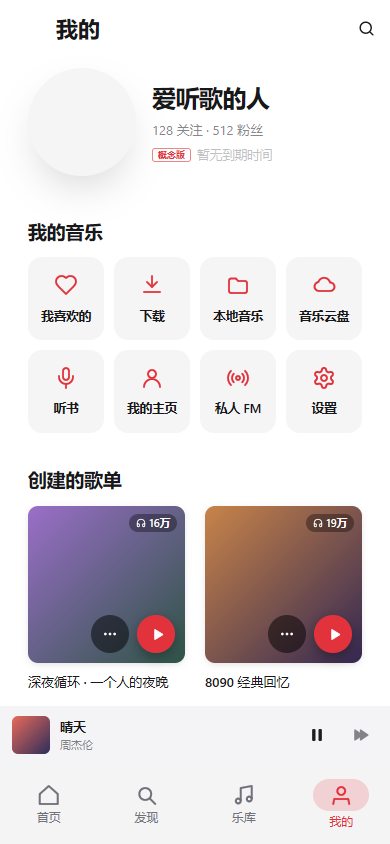 我的
爱听歌的人
128 关注 · 512 粉丝
概念版 暂无到期时间
我的音乐
我喜欢的 下载 本地音乐 音乐云盘
听书 我的主页 私人 FM 设置
创建的歌单
16万 19万
深夜循环 · 一个人的夜晚 8090 经典回忆
晴天
周杰伦
首页 发现 乐库 我的